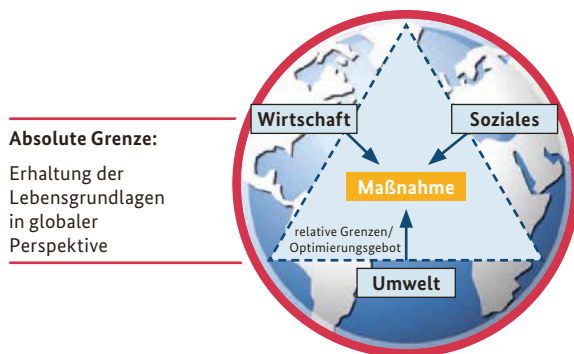 Absolute Grenze:
Erhaltung der
Lebensgrundlagen
in globaler
Perspektive
Wirtschaft
Soziales
Maßnahme
relative Grenzen/
Optimierungsgebot
Umwelt